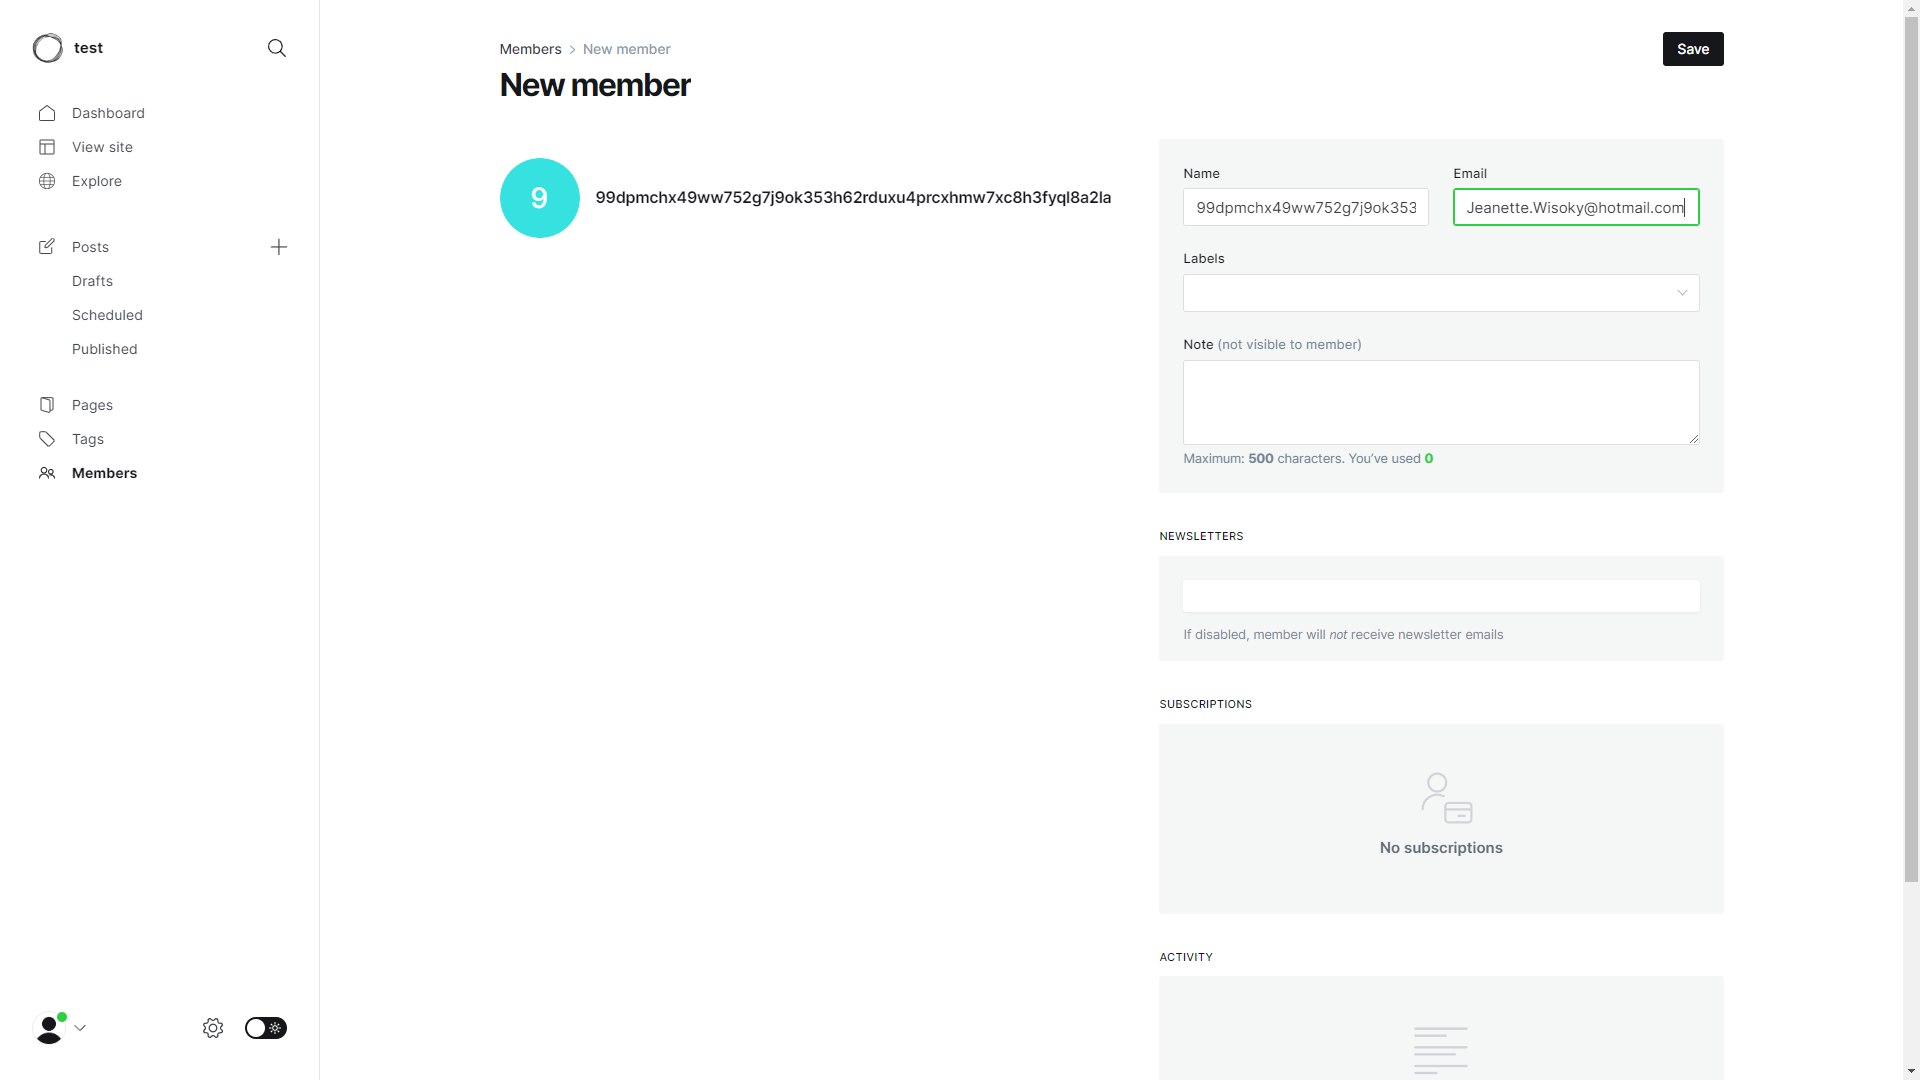 test
Dashboard
View site
Explore
Posts
Drafts
Scheduled
Published
Pages
Tags
Members
Members > New member
New member
Save
9
99dpmchx49ww752g7j9ok353h62rduxu4prcxhmw7xc8h3fyql8a2la
Name
99dpmchx49ww752g7j9ok353
Email
Jeanette.Wisoky@hotmail.com
Labels
Note (not visible to member)
Maximum: 500 characters. You’ve used 0
NEWSLETTERS
If disabled, member will not receive newsletter emails
SUBSCRIPTIONS
No subscriptions
ACTIVITY